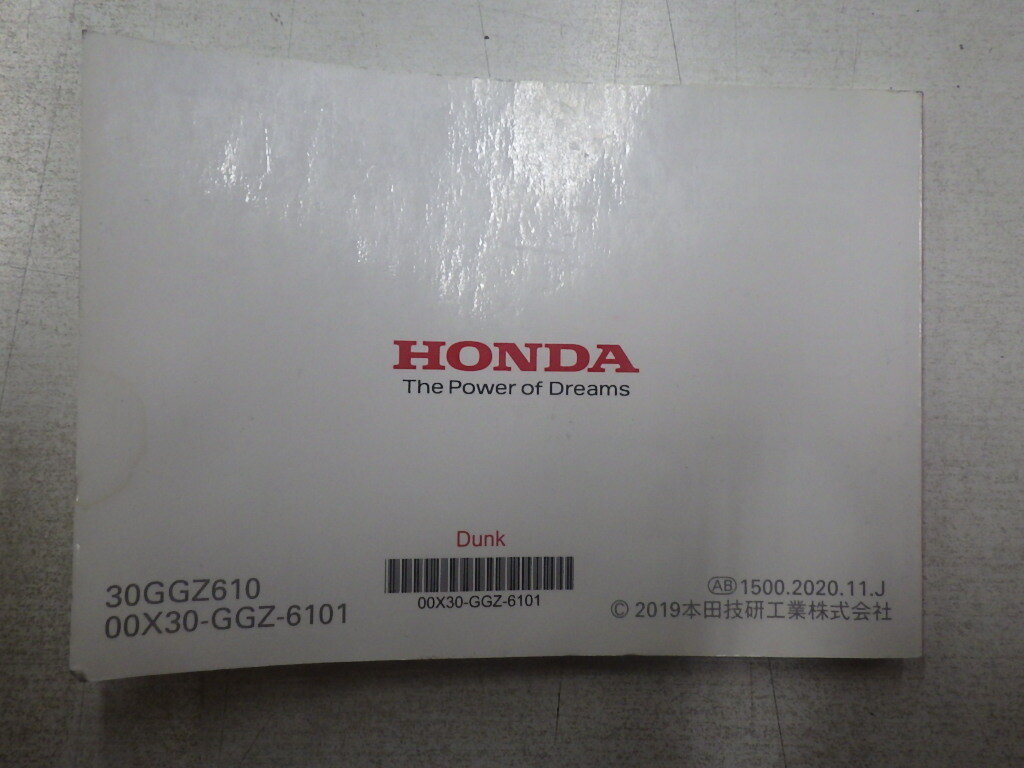 HONDA
The Power of Dreams
Dunk
00X30-GGZ-6101
30GGZ610
00X30-GGZ-6101
AB 1500.2020.11.J
© 2019本田技研工業株式会社